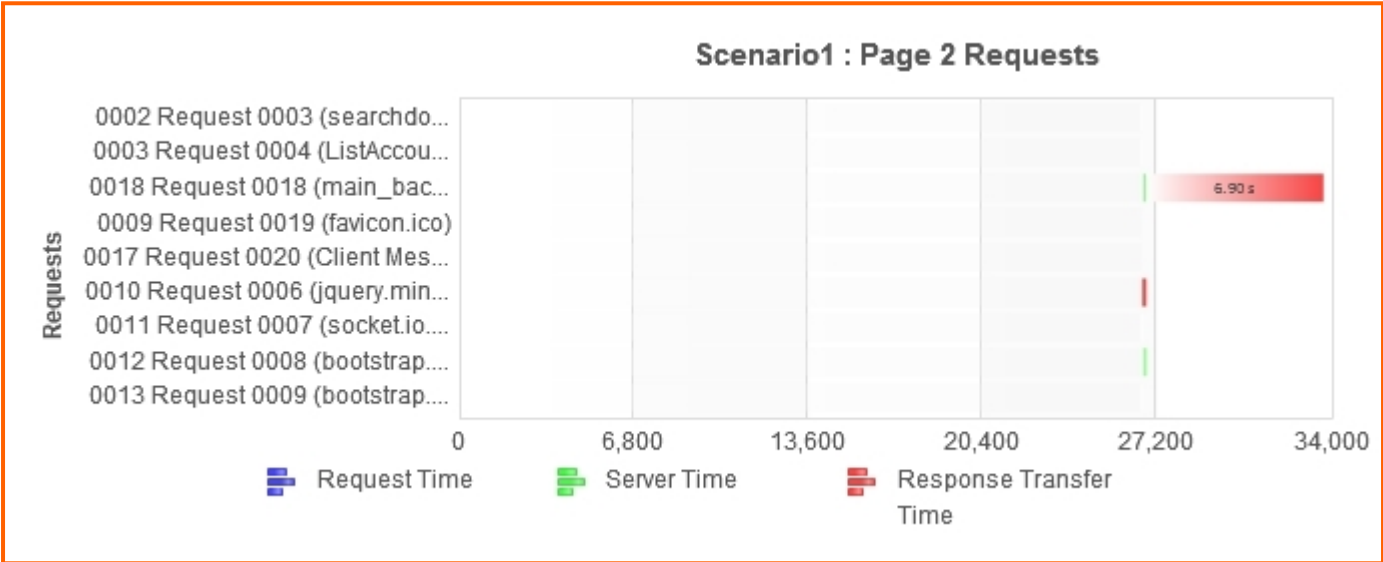 Scenario1 : Page 2 Requests
Requests
0002 Request 0003 (searchdo...
0003 Request 0004 (ListAccou...
0018 Request 0018 (main_bac...
6.90 s
0009 Request 0019 (favicon.ico)
0017 Request 0020 (Client Mes...
0010 Request 0006 (jquery.min...
0011 Request 0007 (socket.io....
0012 Request 0008 (bootstrap....
0013 Request 0009 (bootstrap....
0 6,800 13,600 20,400 27,200 34,000
Request Time Server Time Response Transfer
Time